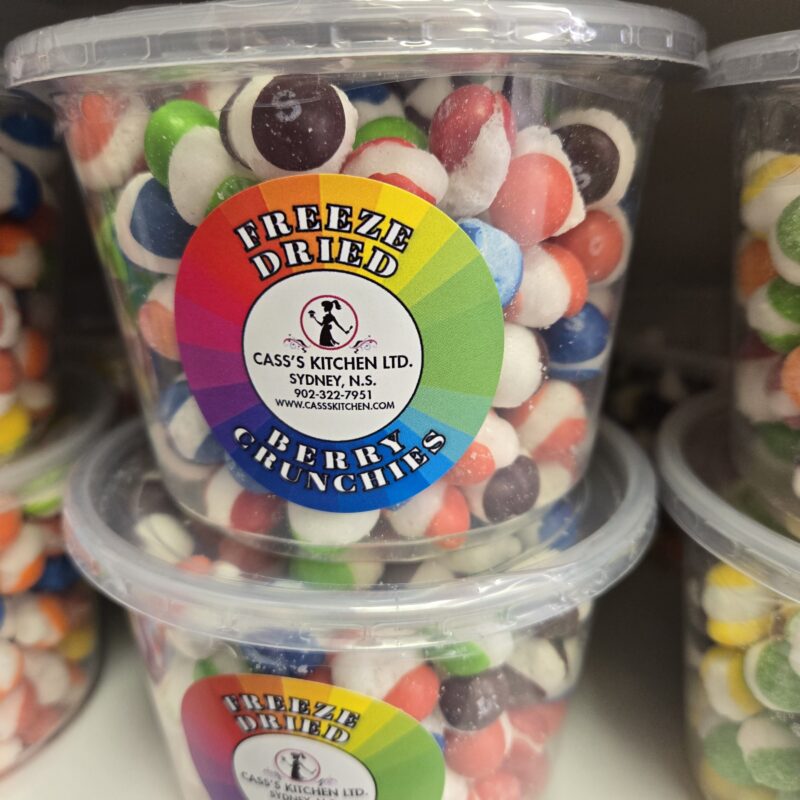 S
S
FREEZE
DRIED
CASS'S KITCHEN LTD.
SYDNEY, N.S.
902-322-7951
WWW.CASSSKITCHEN.COM
BERRY
CRUNCHIES
FREEZE
DRIED
CASS'S KITCHEN LTD.
SYDNEY, N.S.